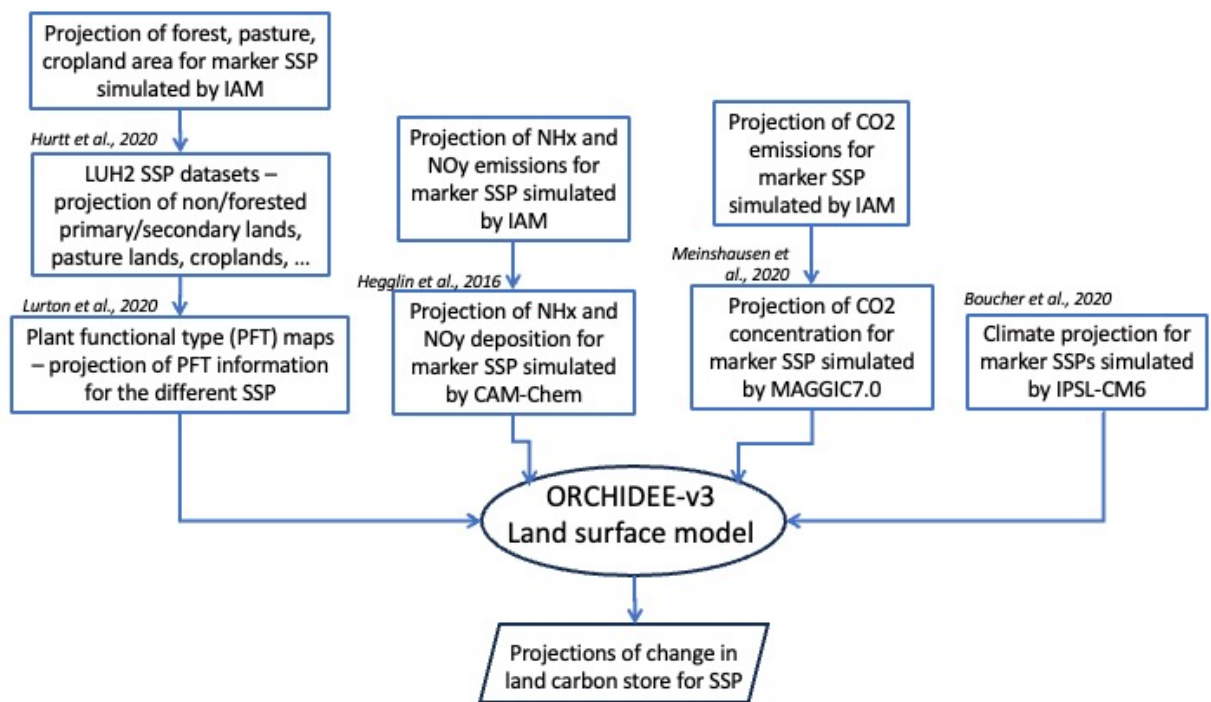 Projection of forest, pasture,
cropland area for marker SSP
simulated by IAM
Hurtt et al., 2020
LUH2 SSP datasets –
projection of non/forested
primary/secondary lands,
pasture lands, croplands, ...
Lurton et al., 2020
Plant functional type (PFT) maps
– projection of PFT information
for the different SSP
Projection of NHx and
NOy emissions for
marker SSP simulated
by IAM
Hegglin et al., 2016
Projection of NHx and
NOy deposition for
marker SSP simulated
by CAM-Chem
Projection of CO2
emissions for
marker SSP
simulated by IAM
Meinshausen et
al., 2020
Projection of CO2
concentration for
marker SSP simulated
by MAGGIC7.0
Boucher et al., 2020
Climate projection for
marker SSPs simulated
by IPSL-CM6
ORCHIDEE-v3
Land surface model
Projections of change in
land carbon store for SSP